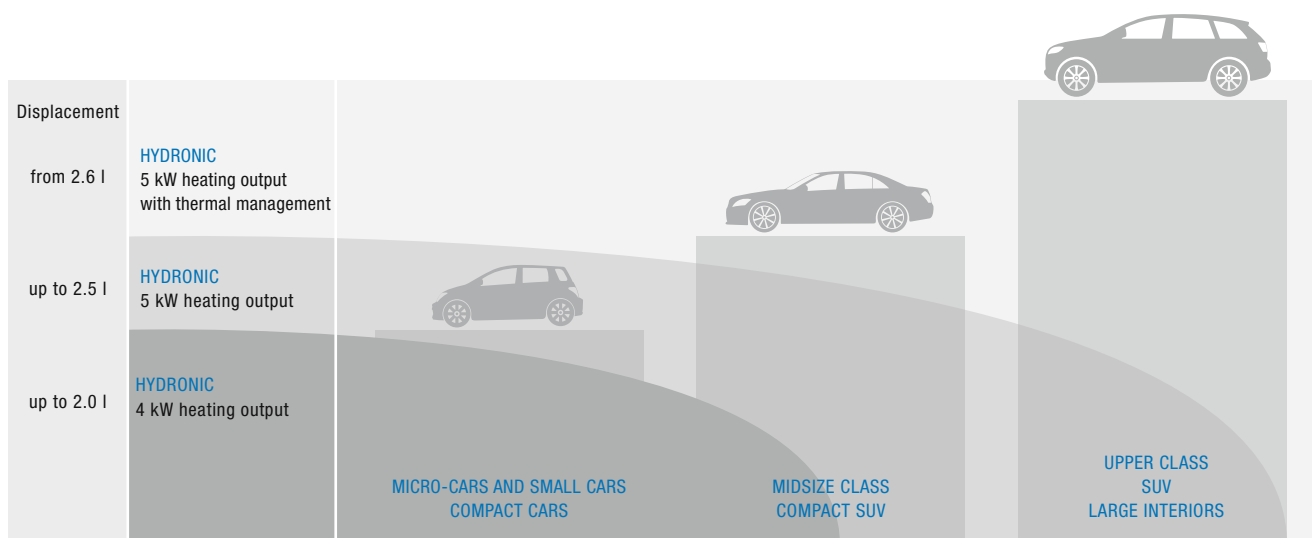 Displacement
from 2.6 l
HYDRONIC
5 kW heating output
with thermal management
up to 2.5 l
HYDRONIC
5 kW heating output
up to 2.0 l
HYDRONIC
4 kW heating output
MICRO-CARS AND SMALL CARS
COMPACT CARS
MIDSIZE CLASS
COMPACT SUV
UPPER CLASS
SUV
LARGE INTERIORS